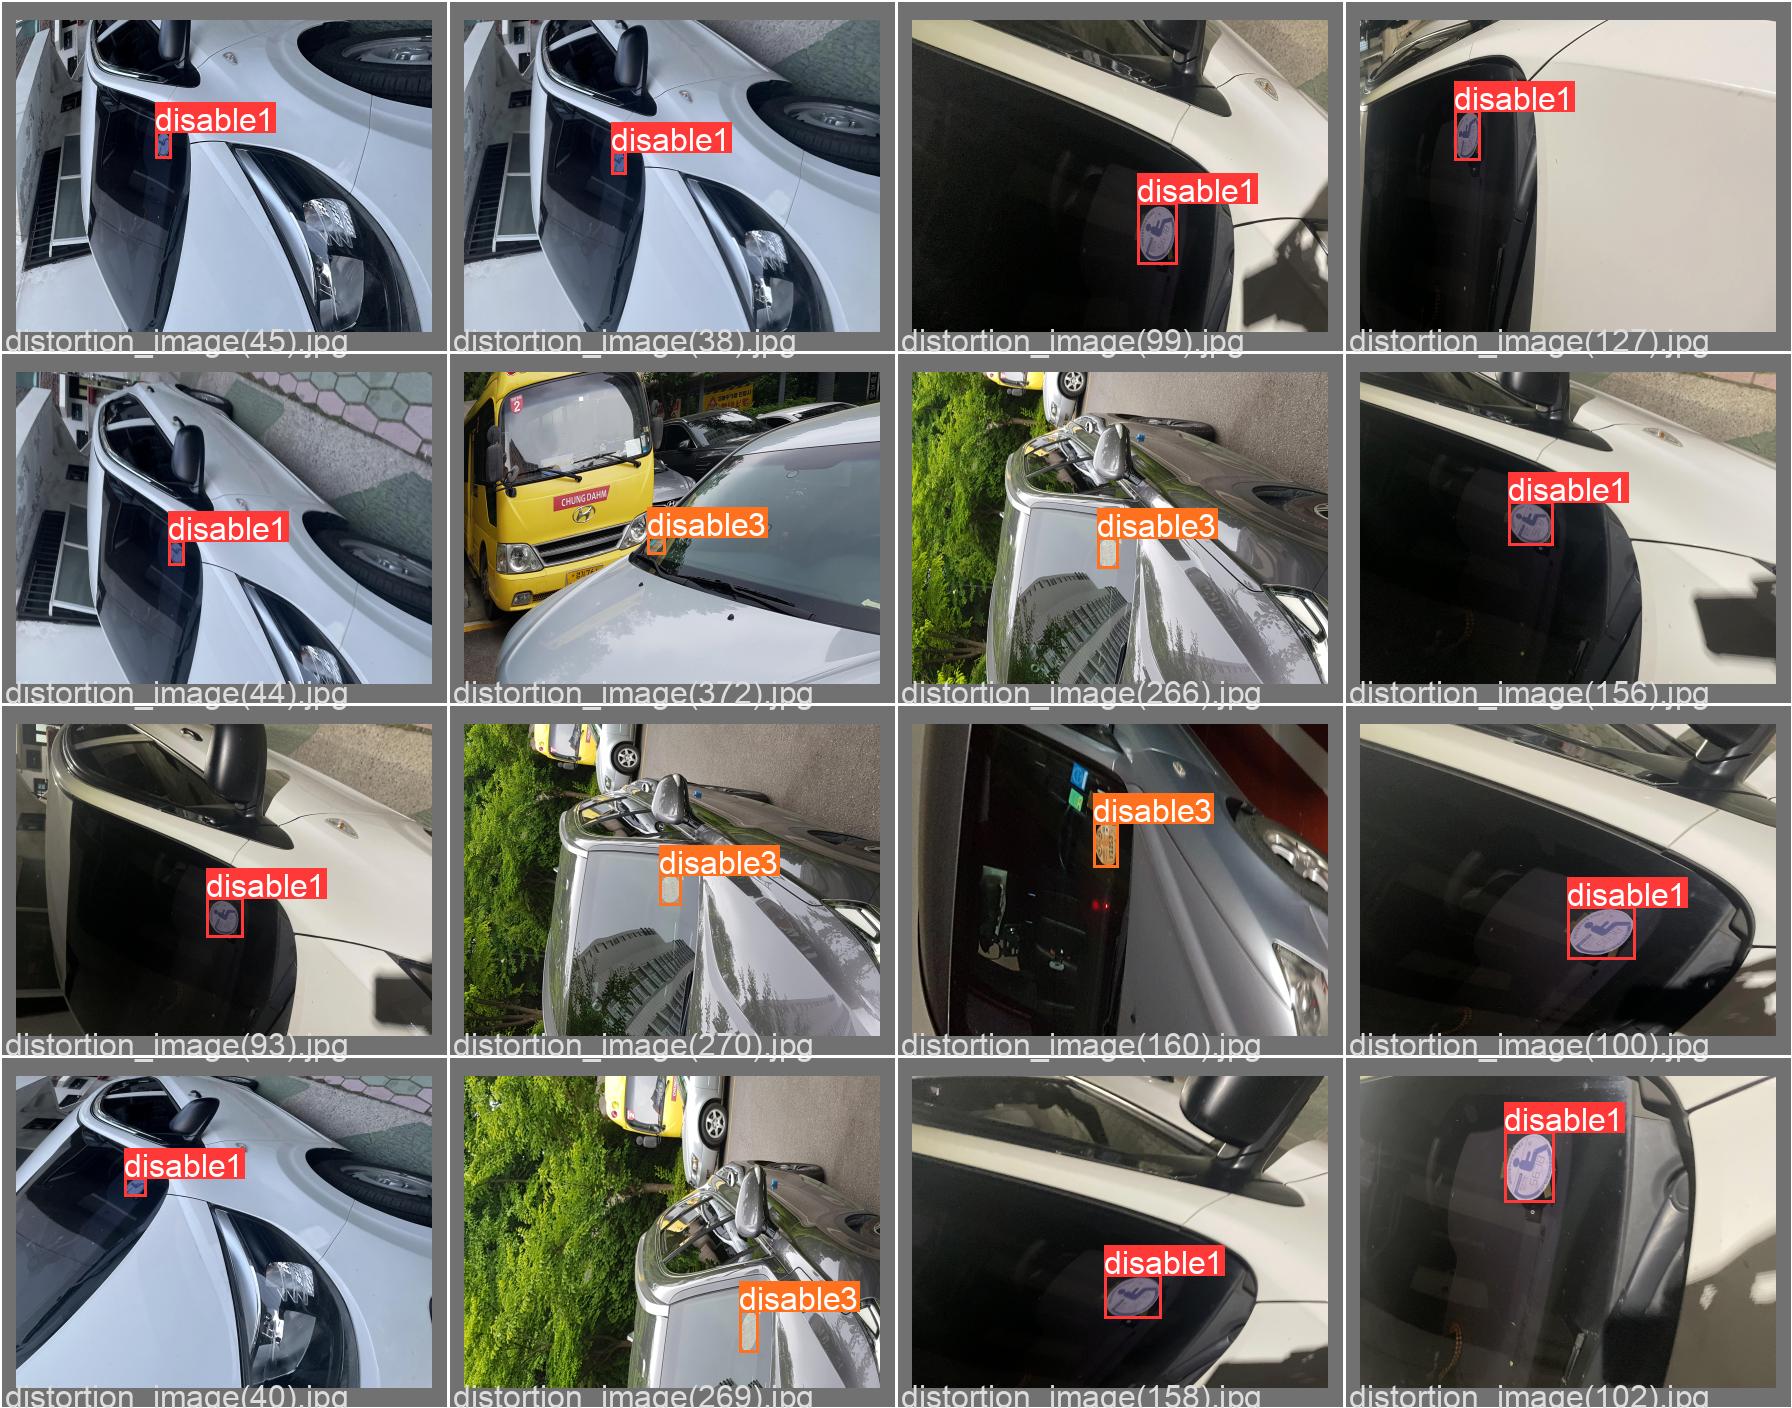 disable1
distortion_image(45).jpg
disable1
distortion_image(38).jpg
disable1
distortion_image(99).jpg
disable1
distortion_image(127).jpg
disable1
distortion_image(44).jpg
2
CHUNGDAHM
disable3
distortion_image(372).jpg
disable3
distortion_image(266).jpg
disable1
distortion_image(156).jpg
disable1
distortion_image(93).jpg
disable3
distortion_image(270).jpg
disable3
distortion_image(160).jpg
disable1
distortion_image(100).jpg
disable1
distortion_image(40).jpg
disable3
distortion_image(269).jpg
disable1
distortion_image(158).jpg
disable1
distortion_image(102).jpg